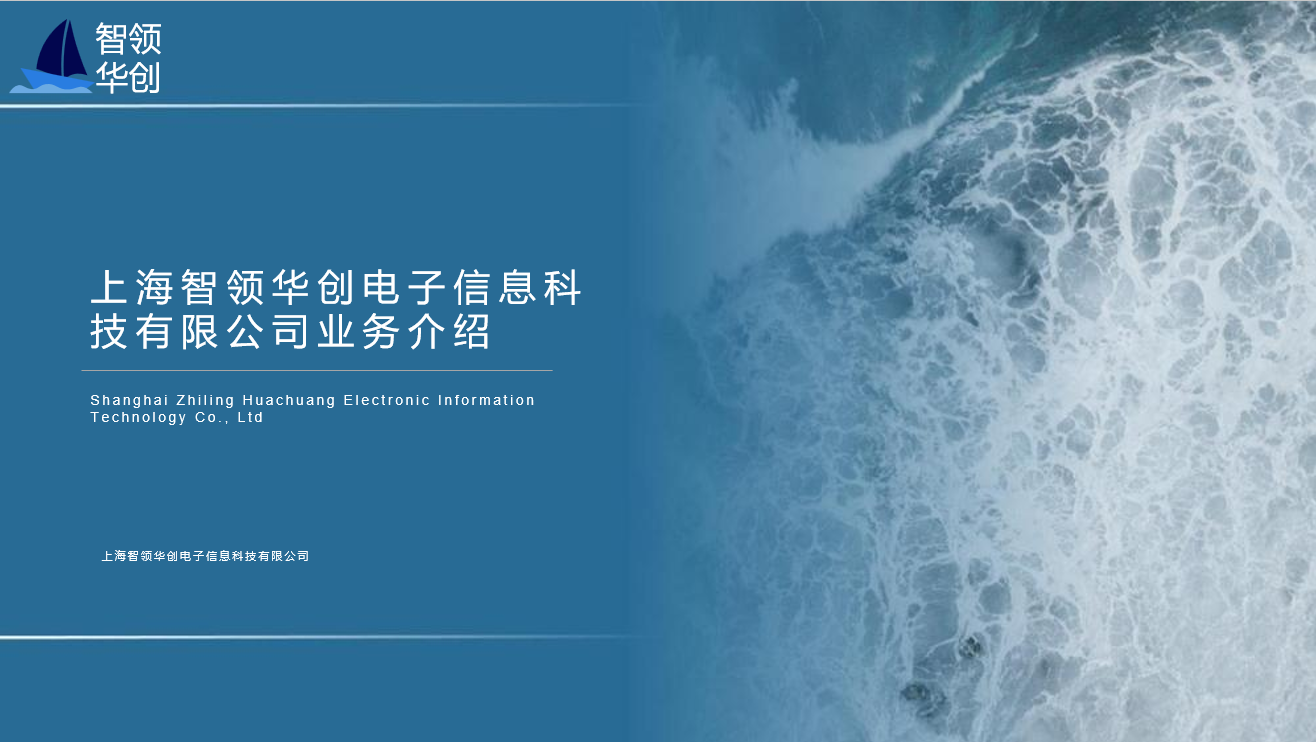 智领
华创
上海智领华创电子信息科
技有限公司业务介绍
Shanghai Zhiling Huachuang Electronic Information
Technology Co., Ltd
上海智领华创电子信息科技有限公司